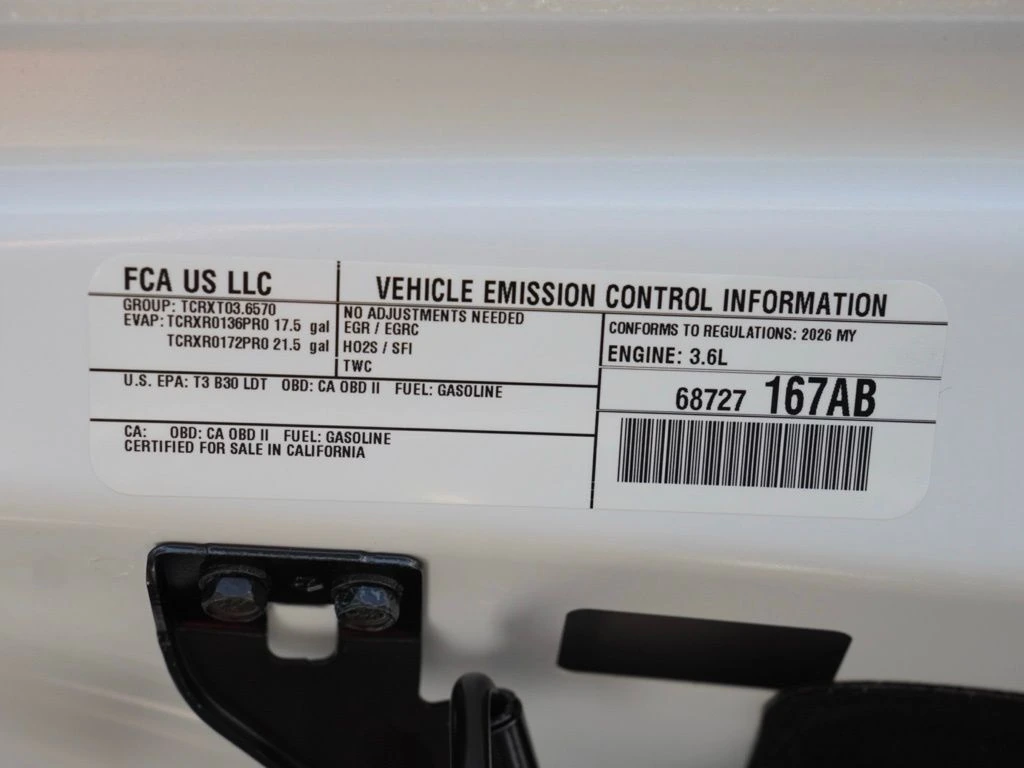 FCA US LLC
VEHICLE EMISSION CONTROL INFORMATION
GROUP: TCRXT03.6570
EVAP: TCRXR0136PR0 17.5 gal
TCRXR0172PR0 21.5 gal
NO ADJUSTMENTS NEEDED
EGR / EGRC
HO2S / SFI
TWC
CONFORMS TO REGULATIONS: 2026 MY
ENGINE: 3.6L
U.S. EPA: T3 B30 LDT OBD: CA OBD II FUEL: GASOLINE
68727 167AB
CA: OBD: CA OBD II FUEL: GASOLINE
CERTIFIED FOR SALE IN CALIFORNIA